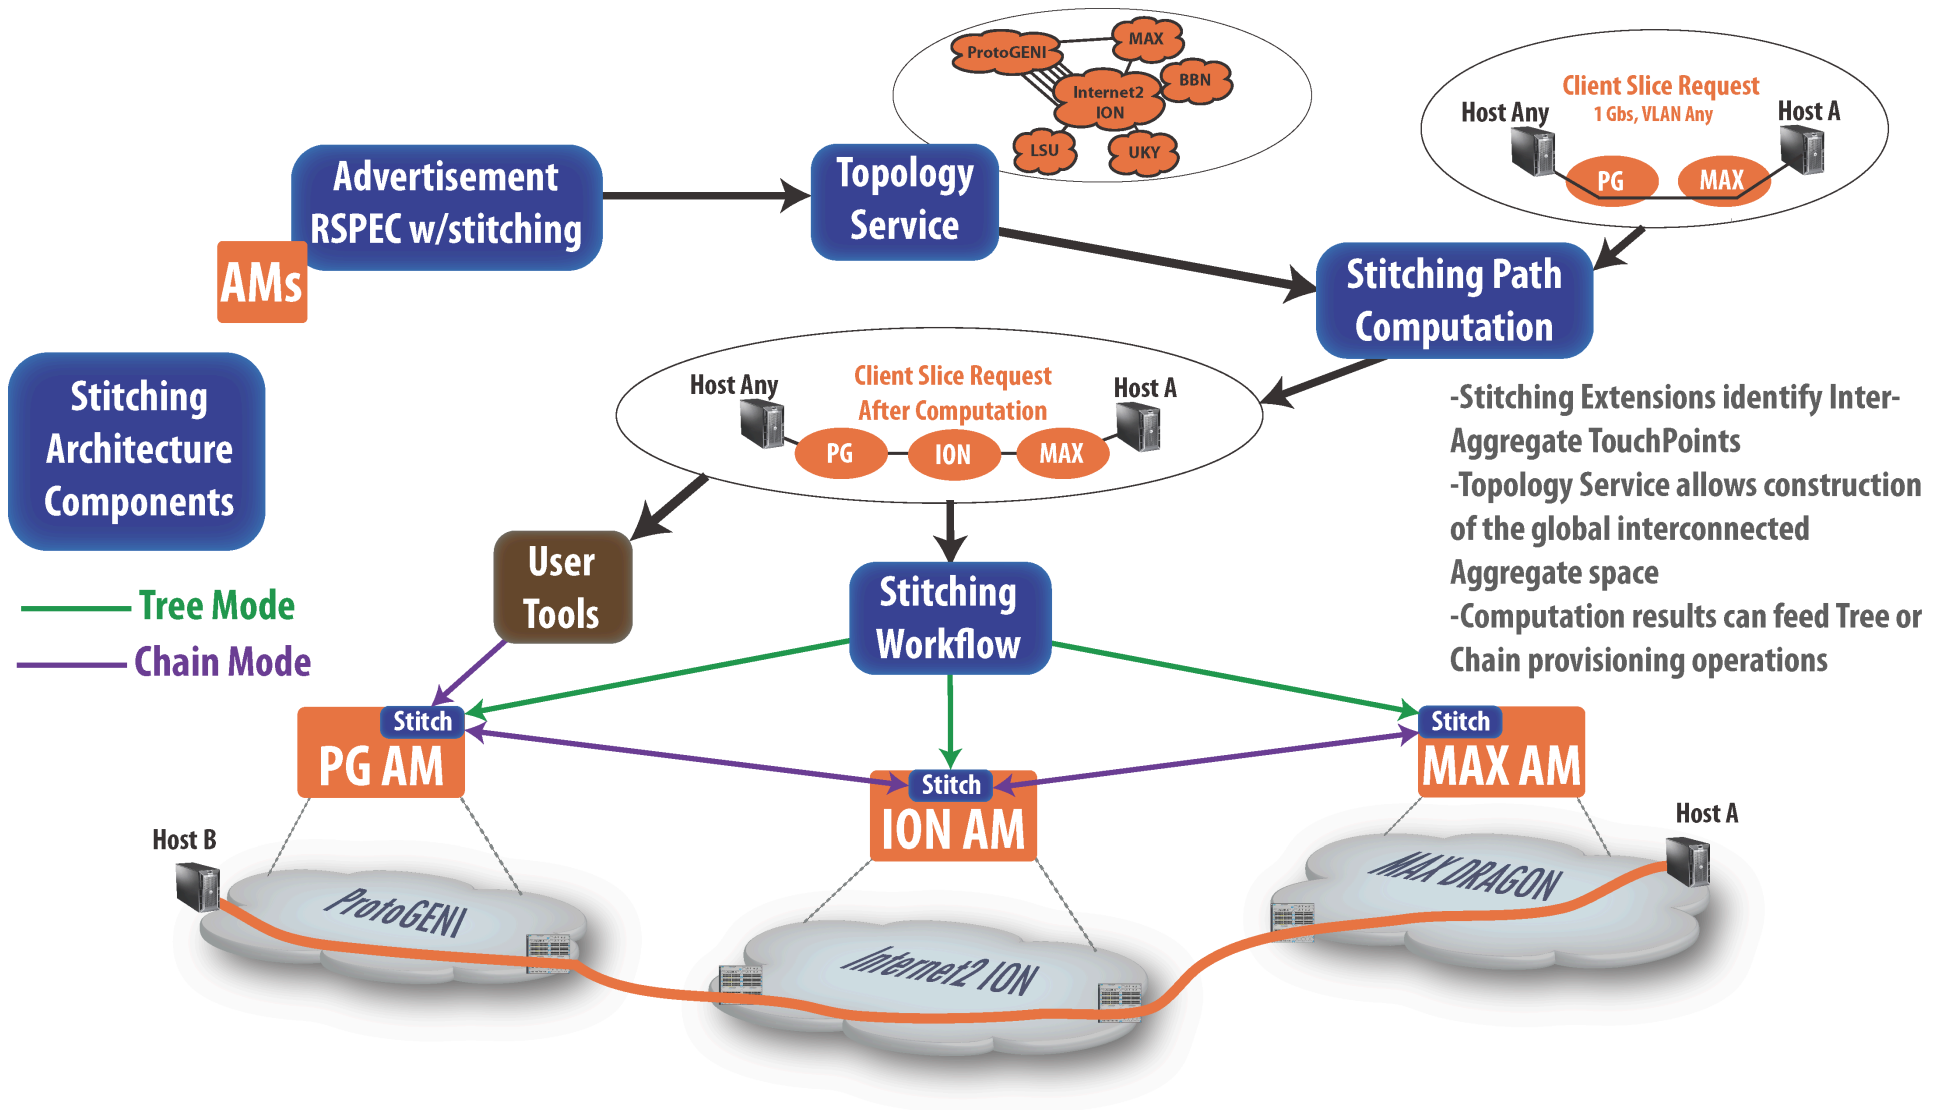 ProtoGENI
MAX
Internet2
ION
BBN
LSU
UKY
Client Slice Request
1 Gbs, VLAN Any
Host Any
Host A
PG
MAX
Advertisement
RSPEC w/stitching
AMs
Topology
Service
Stitching Path
Computation
Stitching
Architecture
Components
Client Slice Request
After Computation
Host Any
Host A
PG
ION
MAX
-Stitching Extensions identify Inter-
Aggregate TouchPoints
-Topology Service allows construction
of the global interconnected
Aggregate space
-Computation results can feed Tree or
Chain provisioning operations
User
Tools
Stitching
Workflow
Tree Mode
Chain Mode
Stitch
PG AM
Stitch
ION AM
Stitch
MAX AM
Host B
Host A
ProtoGENI
Internet2 ION
MAX DRAGON